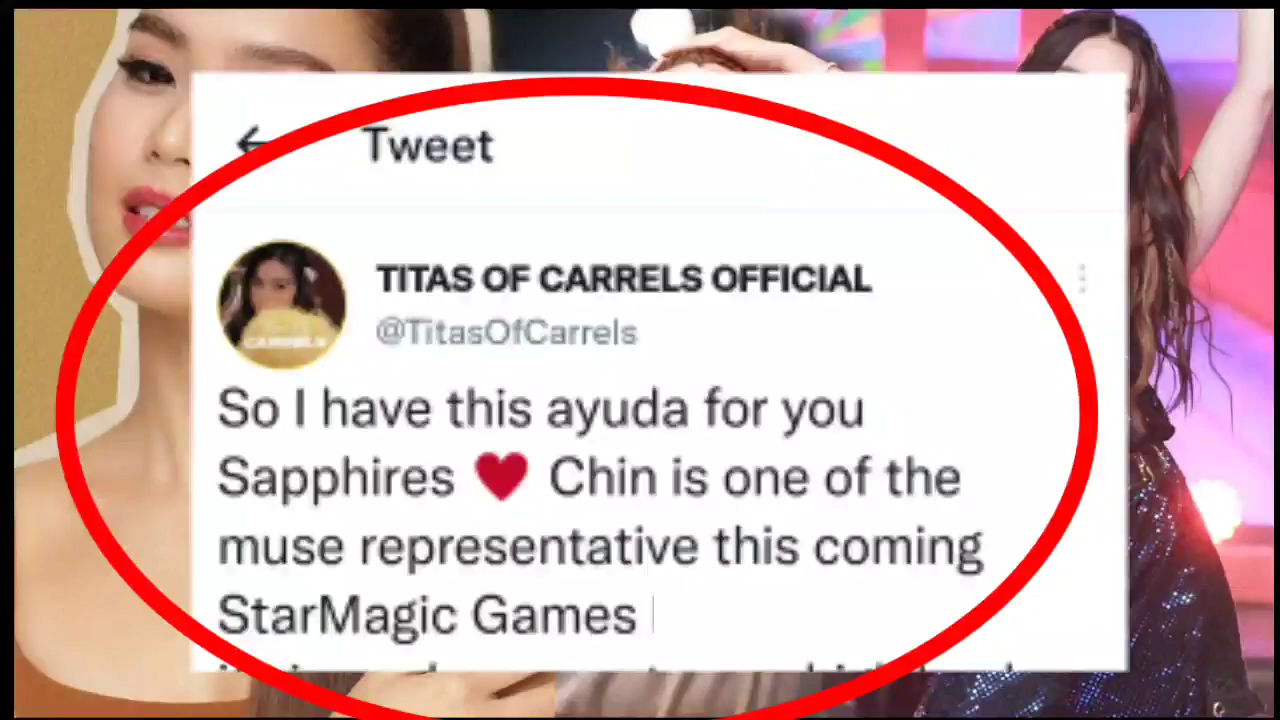 Tweet
TITAS OF CARRELS OFFICIAL
@TitasOfCarrels
So I have this ayuda for you
Sapphires ❤️ Chin is one of the
muse representative this coming
StarMagic Games